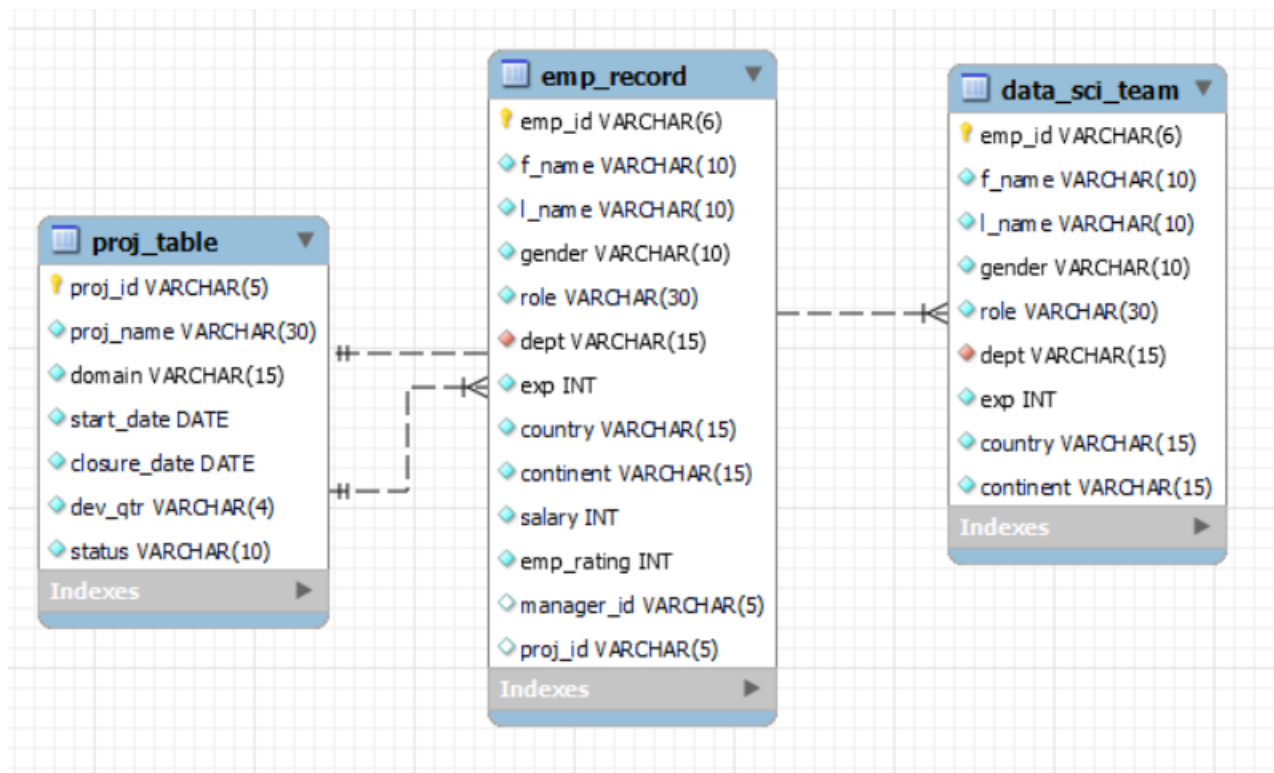 proj_table
proj_id VARCHAR(5)
proj_name VARCHAR(30)
domain VARCHAR(15)
start_date DATE
closure_date DATE
dev_qtr VARCHAR(4)
status VARCHAR(10)
Indexes
emp_record
emp_id VARCHAR(6)
f_name VARCHAR(10)
l_name VARCHAR(10)
gender VARCHAR(10)
role VARCHAR(30)
dept VARCHAR(15)
exp INT
country VARCHAR(15)
continent VARCHAR(15)
salary INT
emp_rating INT
manager_id VARCHAR(5)
proj_id VARCHAR(5)
Indexes
data_sci_team
emp_id VARCHAR(6)
f_name VARCHAR(10)
l_name VARCHAR(10)
gender VARCHAR(10)
role VARCHAR(30)
dept VARCHAR(15)
exp INT
country VARCHAR(15)
continent VARCHAR(15)
Indexes